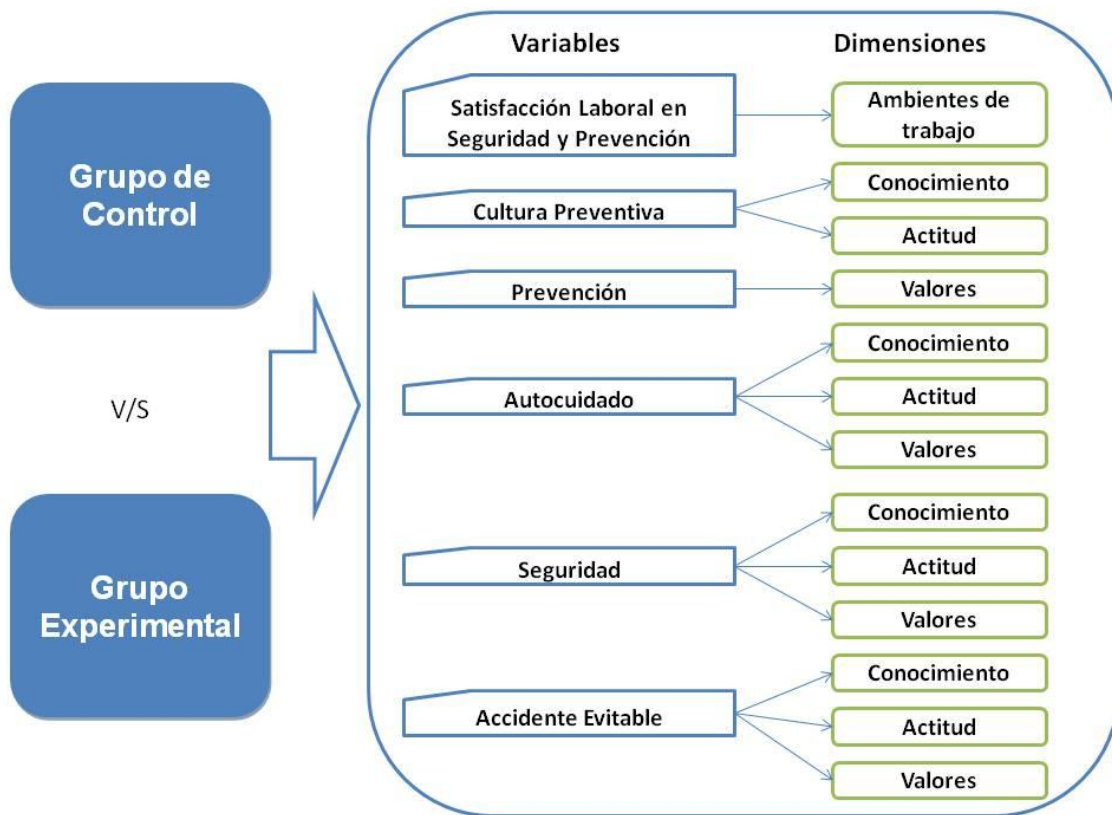 Grupo de
Control
V/S
Grupo
Experimental
Variables
Dimensiones
Satisfacción Laboral en
Seguridad y Prevención
Ambientes de
trabajo
Cultura Preventiva
Conocimiento
Actitud
Prevención
Valores
Autocuidado
Conocimiento
Actitud
Valores
Seguridad
Conocimiento
Actitud
Valores
Accidente Evitable
Conocimiento
Actitud
Valores